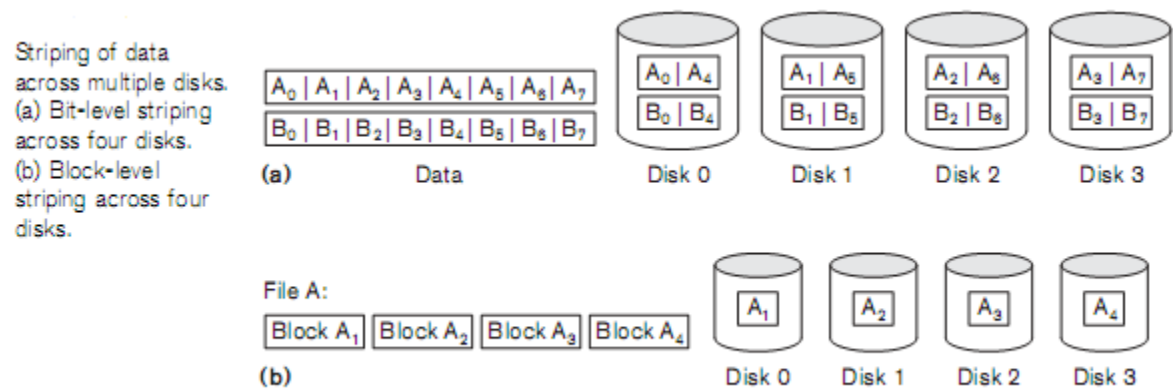 Striping of data
across multiple disks.
(a) Bit-level striping
across four disks.
(b) Block-level
striping across four
disks.
A₀ | A₁ | A₂ | A₃ | A₄ | A₅ | A₆ | A₇
B₀ | B₁ | B₂ | B₃ | B₄ | B₅ | B₆ | B₇
(a) Data
A₀ | A₄
B₀ | B₄
Disk 0
A₁ | A₅
B₁ | B₅
Disk 1
A₂ | A₆
B₂ | B₆
Disk 2
A₃ | A₇
B₃ | B₇
Disk 3
File A:
Block A₁ Block A₂ Block A₃ Block A₄
(b)
A₁
Disk 0
A₂
Disk 1
A₃
Disk 2
A₄
Disk 3